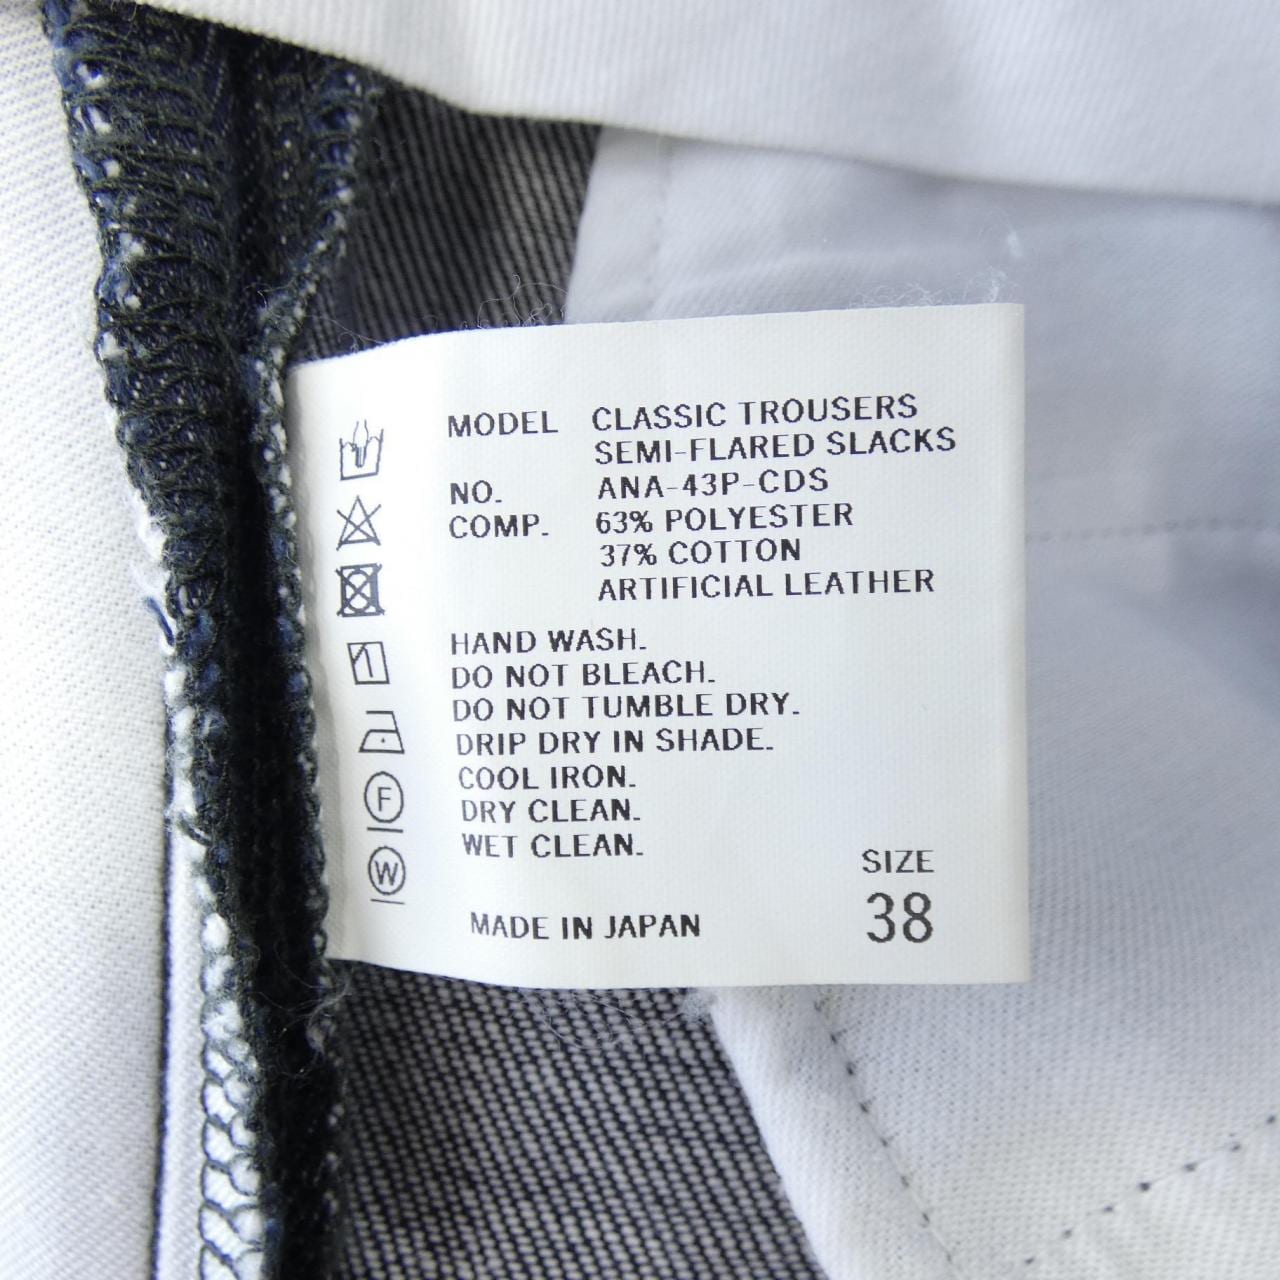 MODEL CLASSIC TROUSERS
SEMI-FLARED SLACKS
NO. ANA-43P-CDS
COMP. 63% POLYESTER
37% COTTON
ARTIFICIAL LEATHER
HAND WASH.
DO NOT BLEACH.
DO NOT TUMBLE DRY.
DRIP DRY IN SHADE.
COOL IRON.
DRY CLEAN.
WET CLEAN.
F
W
MADE IN JAPAN
SIZE
38